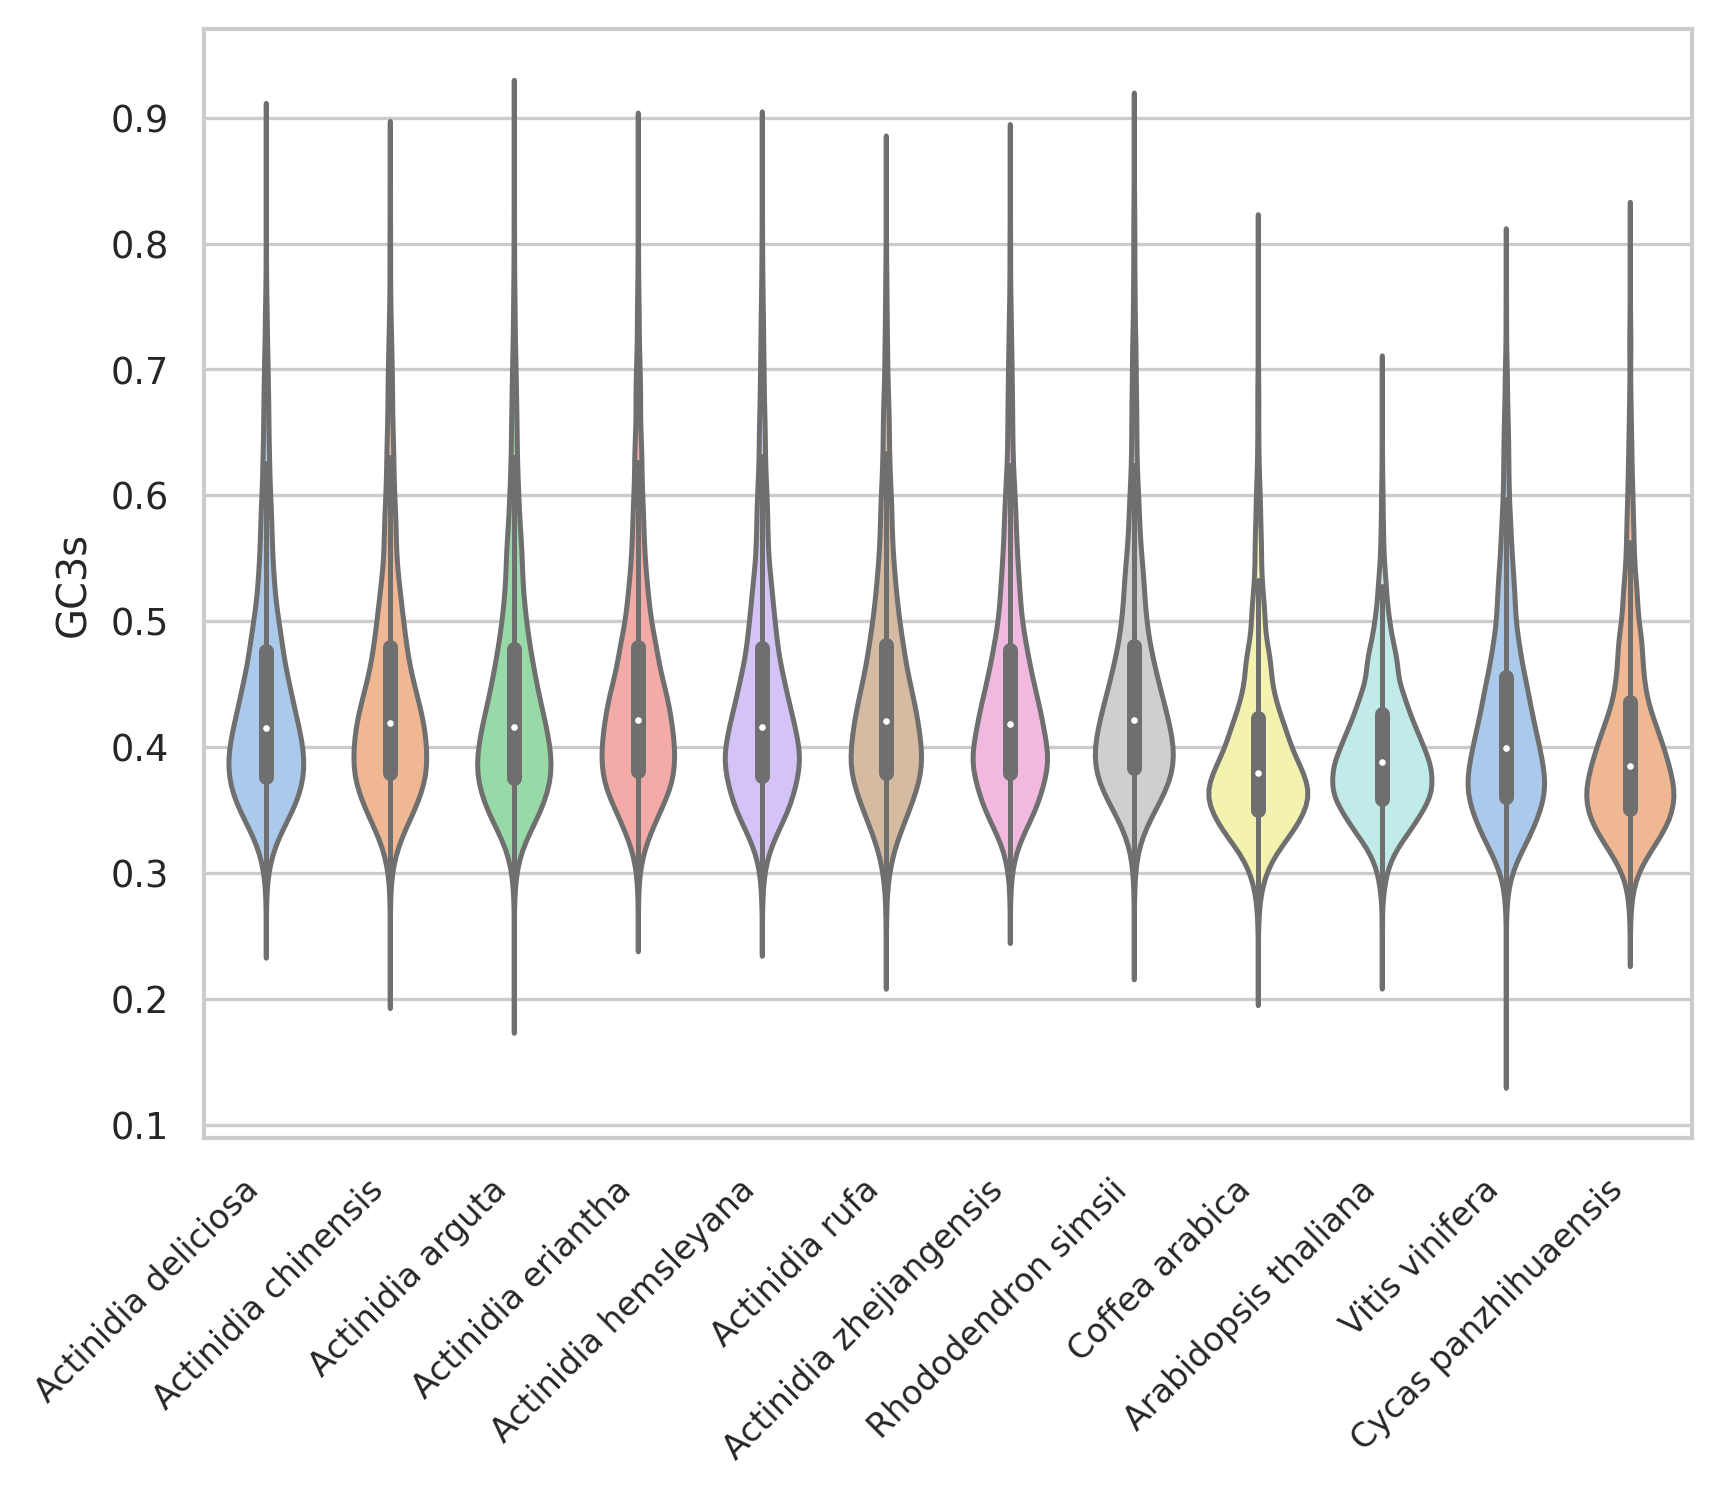 GC3s
0.9
0.8
0.7
0.6
0.5
0.4
0.3
0.2
0.1
Actinidia deliciosa
Actinidia chinensis
Actinidia arguta
Actinidia eriantha
Actinidia hemsleyana
Actinidia rufa
Actinidia zhejiangensis
Rhododendron simsii
Coffea arabica
Arabidopsis thaliana
Vitis vinifera
Cycas panzhihuaensis